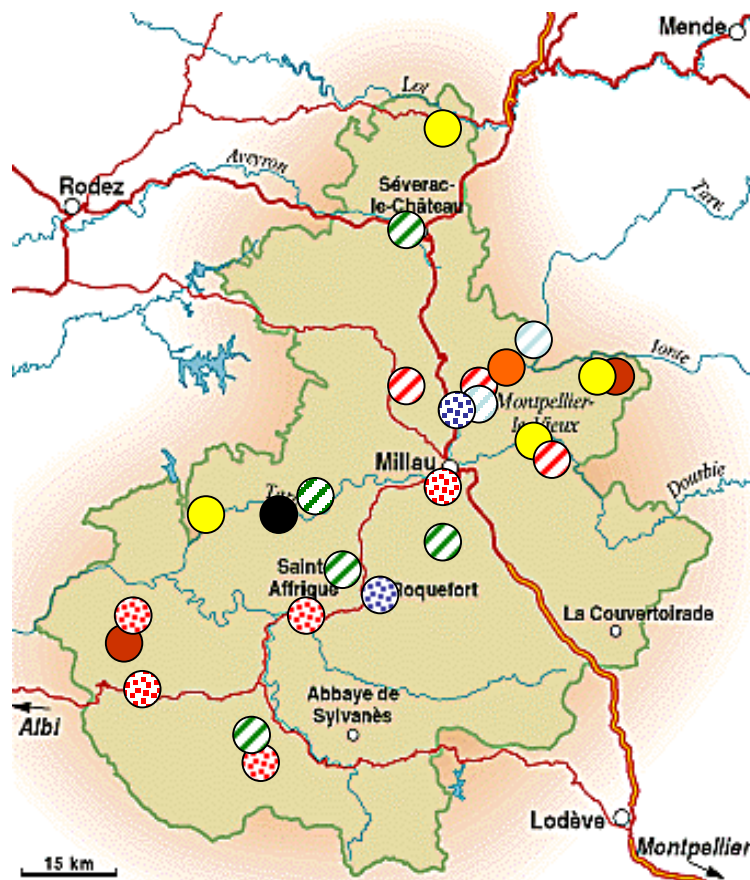 Mende
Lot
Aveyron
Rodez
Séverac-
le-Château
Tarn
Jonte
Montpellier-
le-Vieux
Millau
Dourbie
Saint
Affrique
Roquefort
La Couvertoirade
Abbaye de
Sylvanès
Albi
Lodève
Montpellier
15 km